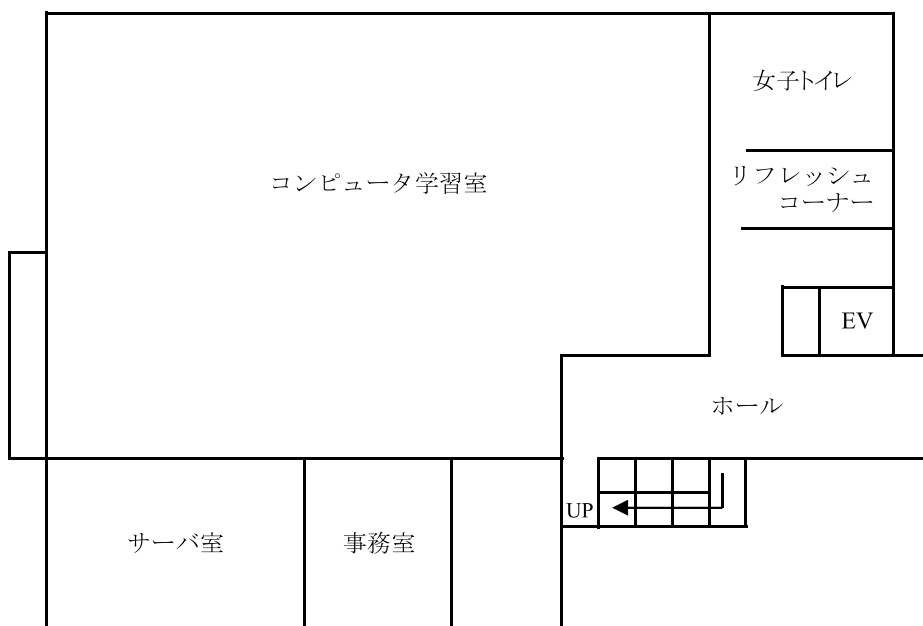 女子トイレ
コンピュータ学習室
リフレッシュ
コーナー
EV
ホール
UP
サーバ室
事務室